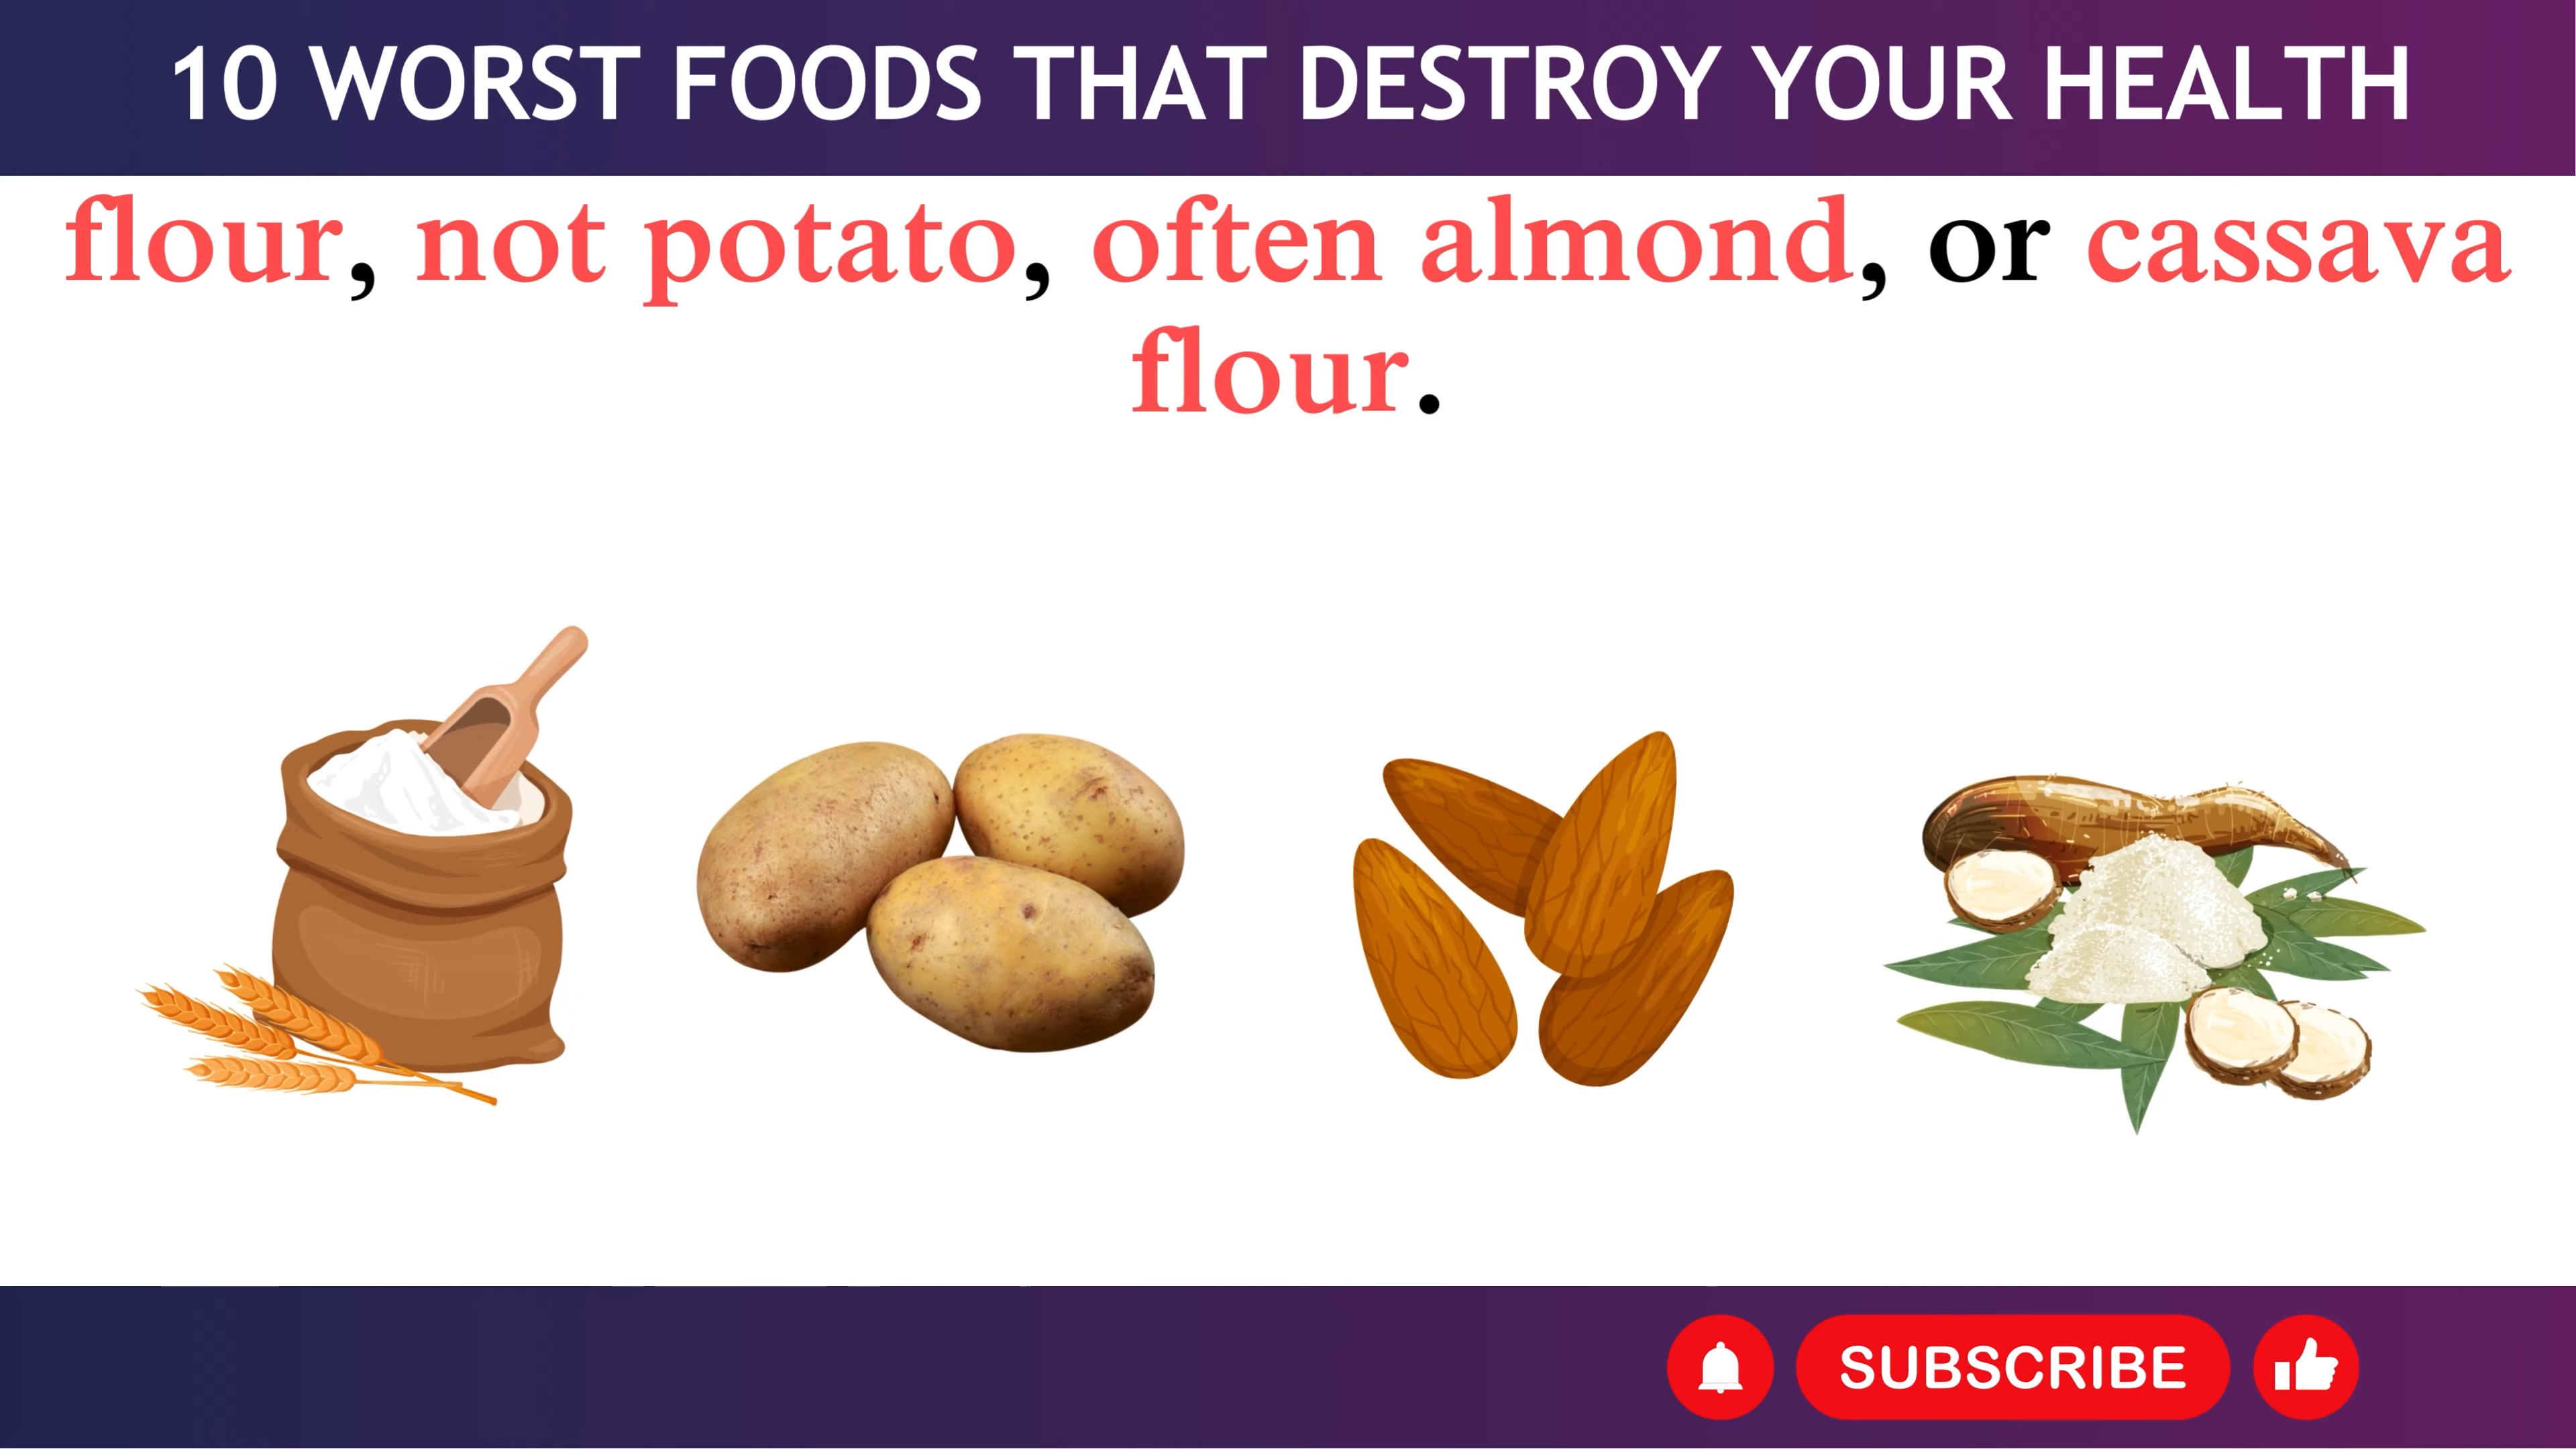 10 WORST FOODS THAT DESTROY YOUR HEALTH
flour, not potato, often almond, or cassava
flour.
SUBSCRIBE